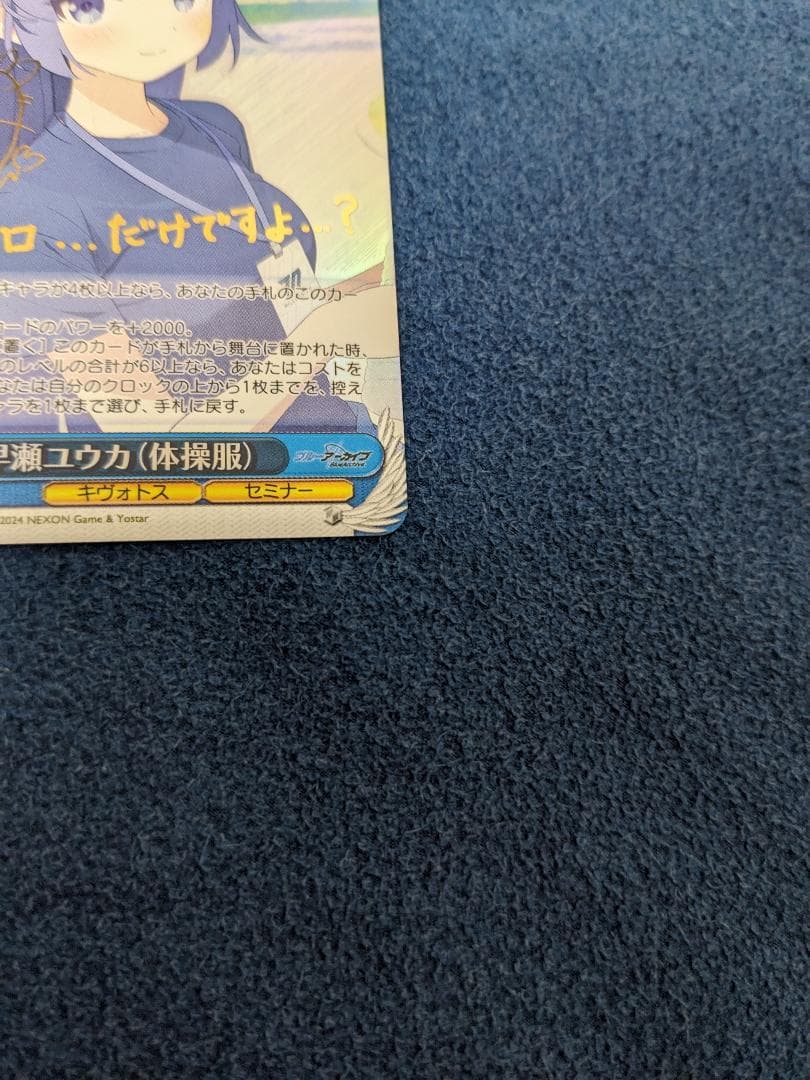 ロ…だけですよ…?
キャラが4枚以上なら、あなたの手札のこのカー
ードのパワーを+2000。
置く] このカードが手札から舞台に置かれた時、
のレベルの合計が6以上なら、あなたはコストを
なたは自分のクロックの上から1枚までを、控え
ャラを1枚まで選び、手札に戻す。
早瀬ユウカ(体操服)
ブルーアーカイブ
BlueArchive
キヴォトス
セミナー
2024 NEXON Game & Yostar